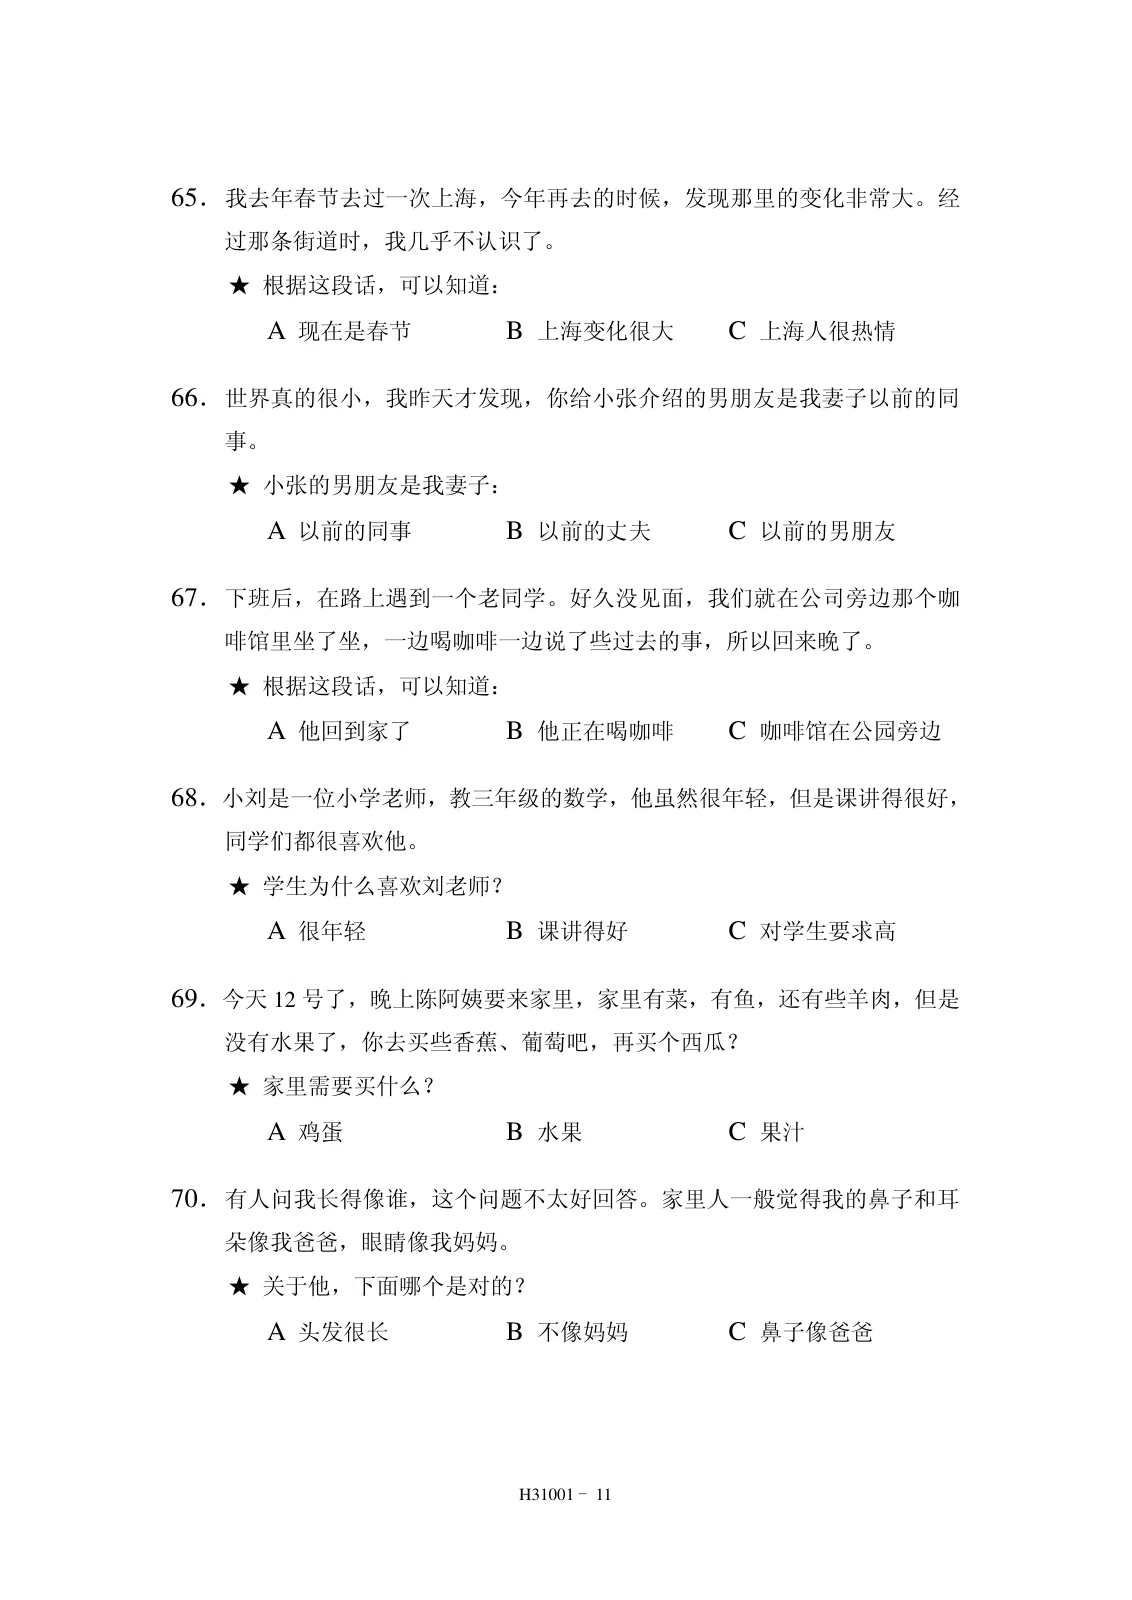 65．我去年春节去过一次上海，今年再去的时候，发现那里的变化非常大。经
过那条街道时，我几乎不认识了。
★ 根据这段话，可以知道：
A 现在是春节 B 上海变化很大 C 上海人很热情
66．世界真的很小，我昨天才发现，你给小张介绍的男朋友是我妻子以前的同
事。
★ 小张的男朋友是我妻子：
A 以前的同事 B 以前的丈夫 C 以前的男朋友
67．下班后，在路上遇到一个老同学。好久没见面，我们就在公司旁边那个咖
啡馆里坐了坐，一边喝咖啡一边说了些过去的事，所以回来晚了。
★ 根据这段话，可以知道：
A 他回到家了 B 他正在喝咖啡 C 咖啡馆在公园旁边
68．小刘是一位小学老师，教三年级的数学，他虽然很年轻，但是课讲得很好，
同学们都很喜欢他。
★ 学生为什么喜欢刘老师？
A 很年轻 B 课讲得好 C 对学生要求高
69．今天 12 号了，晚上陈阿姨要来家里，家里有菜，有鱼，还有些羊肉，但是
没有水果了，你去买些香蕉、葡萄吧，再买个西瓜？
★ 家里需要买什么？
A 鸡蛋 B 水果 C 果汁
70．有人问我长得像谁，这个问题不太好回答。家里人一般觉得我的鼻子和耳
朵像我爸爸，眼睛像我妈妈。
★ 关于他，下面哪个是对的？
A 头发很长 B 不像妈妈 C 鼻子像爸爸
H31001－ 11